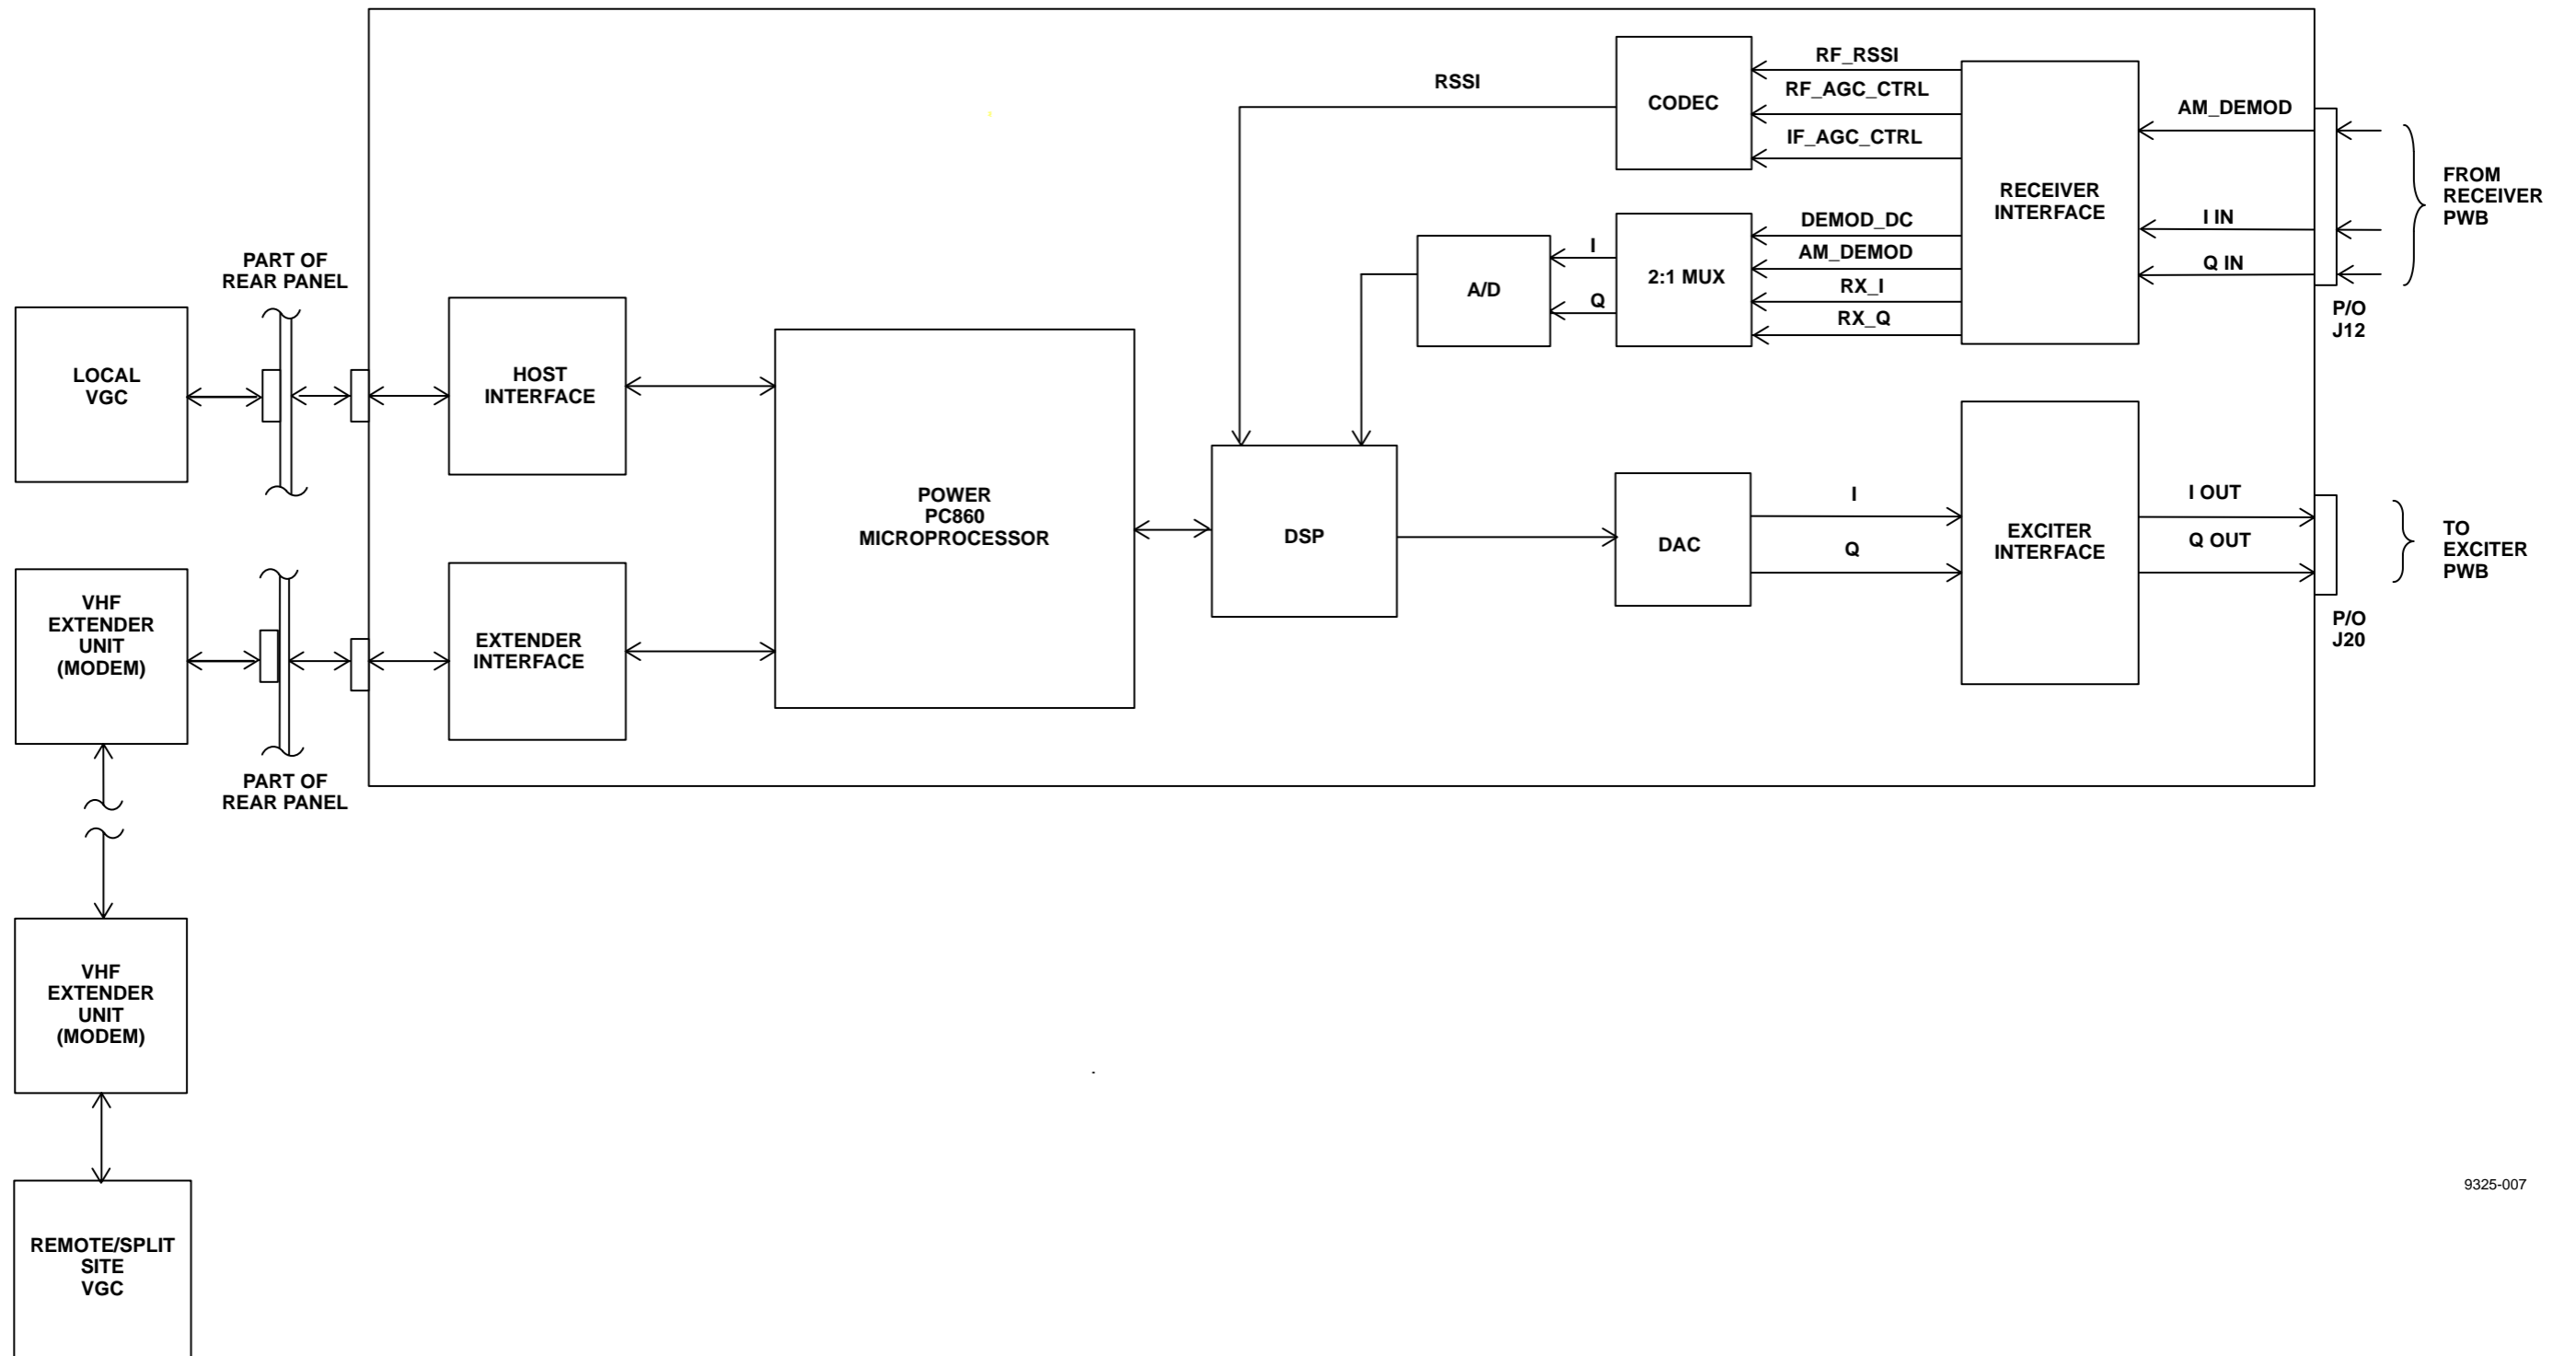 RSSI
CODEC
RF_RSSI
RF_AGC_CTRL
IF_AGC_CTRL
RECEIVER
INTERFACE
AM_DEMOD
I IN
Q IN
FROM
RECEIVER
PWB
P/O
J12
DEMOD_DC
AM_DEMOD
RX_I
RX_Q
2:1 MUX
I
Q
A/D
PART OF
REAR PANEL
LOCAL
VGC
HOST
INTERFACE
POWER
PC860
MICROPROCESSOR
DSP
DAC
I
Q
EXCITER
INTERFACE
I OUT
Q OUT
TO
EXCITER
PWB
P/O
J20
VHF
EXTENDER
UNIT
(MODEM)
EXTENDER
INTERFACE
PART OF
REAR PANEL
VHF
EXTENDER
UNIT
(MODEM)
REMOTE/SPLIT
SITE
VGC
9325-007